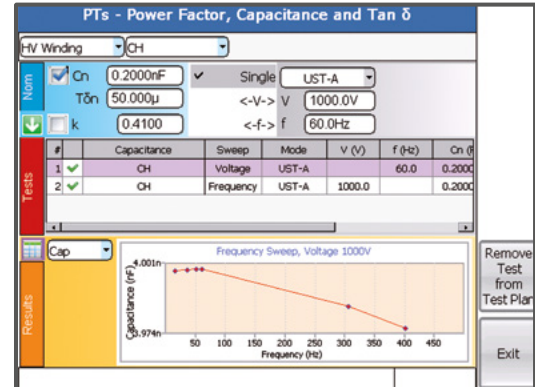 PTs - Power Factor, Capacitance and Tan δ
HV Winding CH
Nom
Cn 0.2000nF Single UST-A
Tδn 50.000µ <-V-> V 1000.0V
k 0.4100 <-f-> f 60.0Hz
Tests
# Capacitance Sweep Mode V (V) f (Hz) Cn (F
1 CH Voltage UST-A 60.0 0.2000
2 CH Frequency UST-A 1000.0 0.2000
Results
Cap
Frequency Sweep, Voltage 1000V
Capacitance (nF)
4.001n
3.974n
50 100 150 200 250 300 350 400 450
Frequency (Hz)
Remove
Test
from
Test Plan
Exit